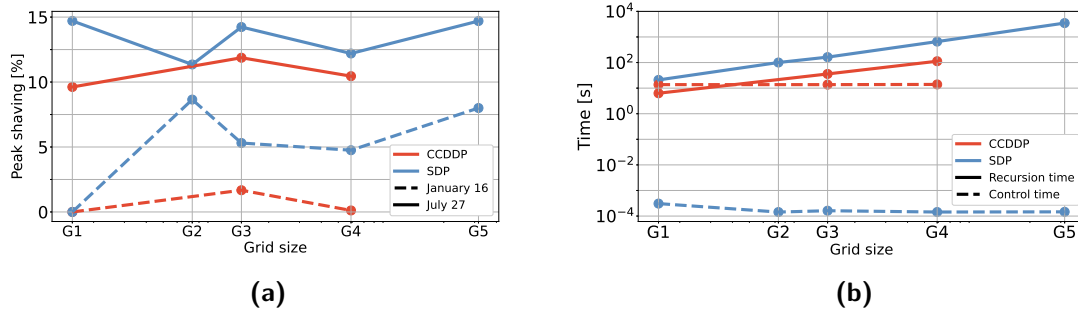 15
10
5
0
Peak shaving [%]
CCDDP
SDP
January 16
July 27
G1 G2 G3 G4 G5
Grid size
(a)
10^4
10^2
10^0
10^-2
10^-4
Time [s]
CCDDP
SDP
Recursion time
Control time
G1 G2 G3 G4 G5
Grid size
(b)